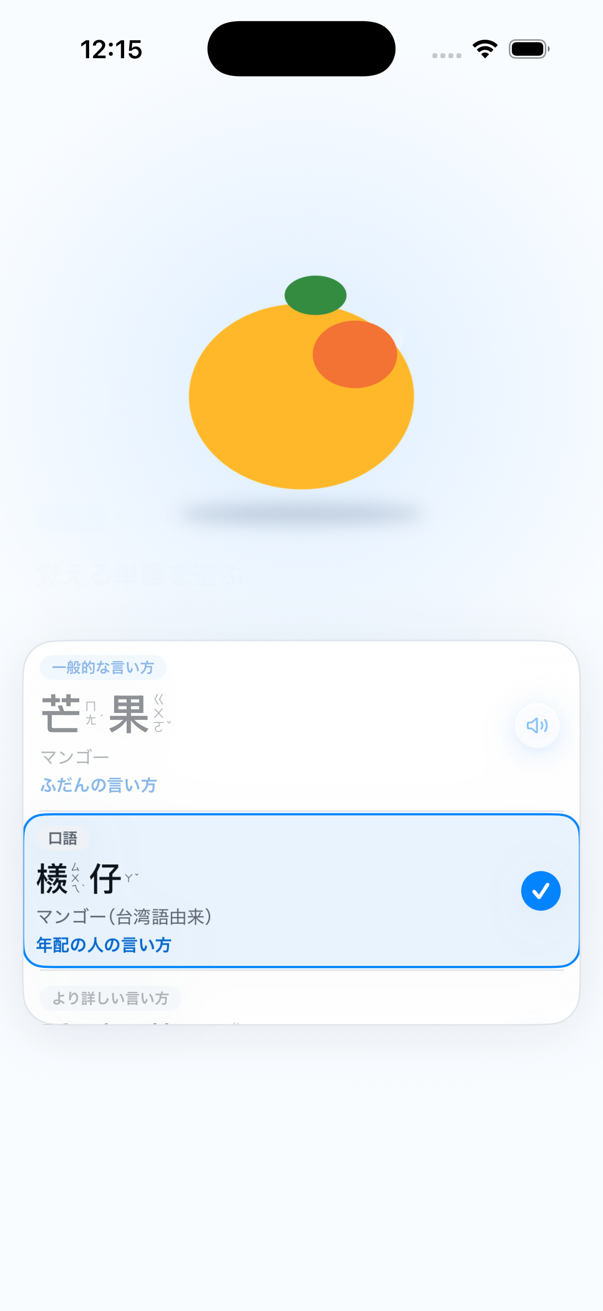 12:15
一般的な言い方
芒ㄇㄤˊ果ㄍㄨㄛˇ
マンゴー
ふだんの言い方
口語
檨ㄙㄨㄟ仔ㄚˇ
マンゴー(台湾語由来)
年配の人の言い方
より詳しい言い方